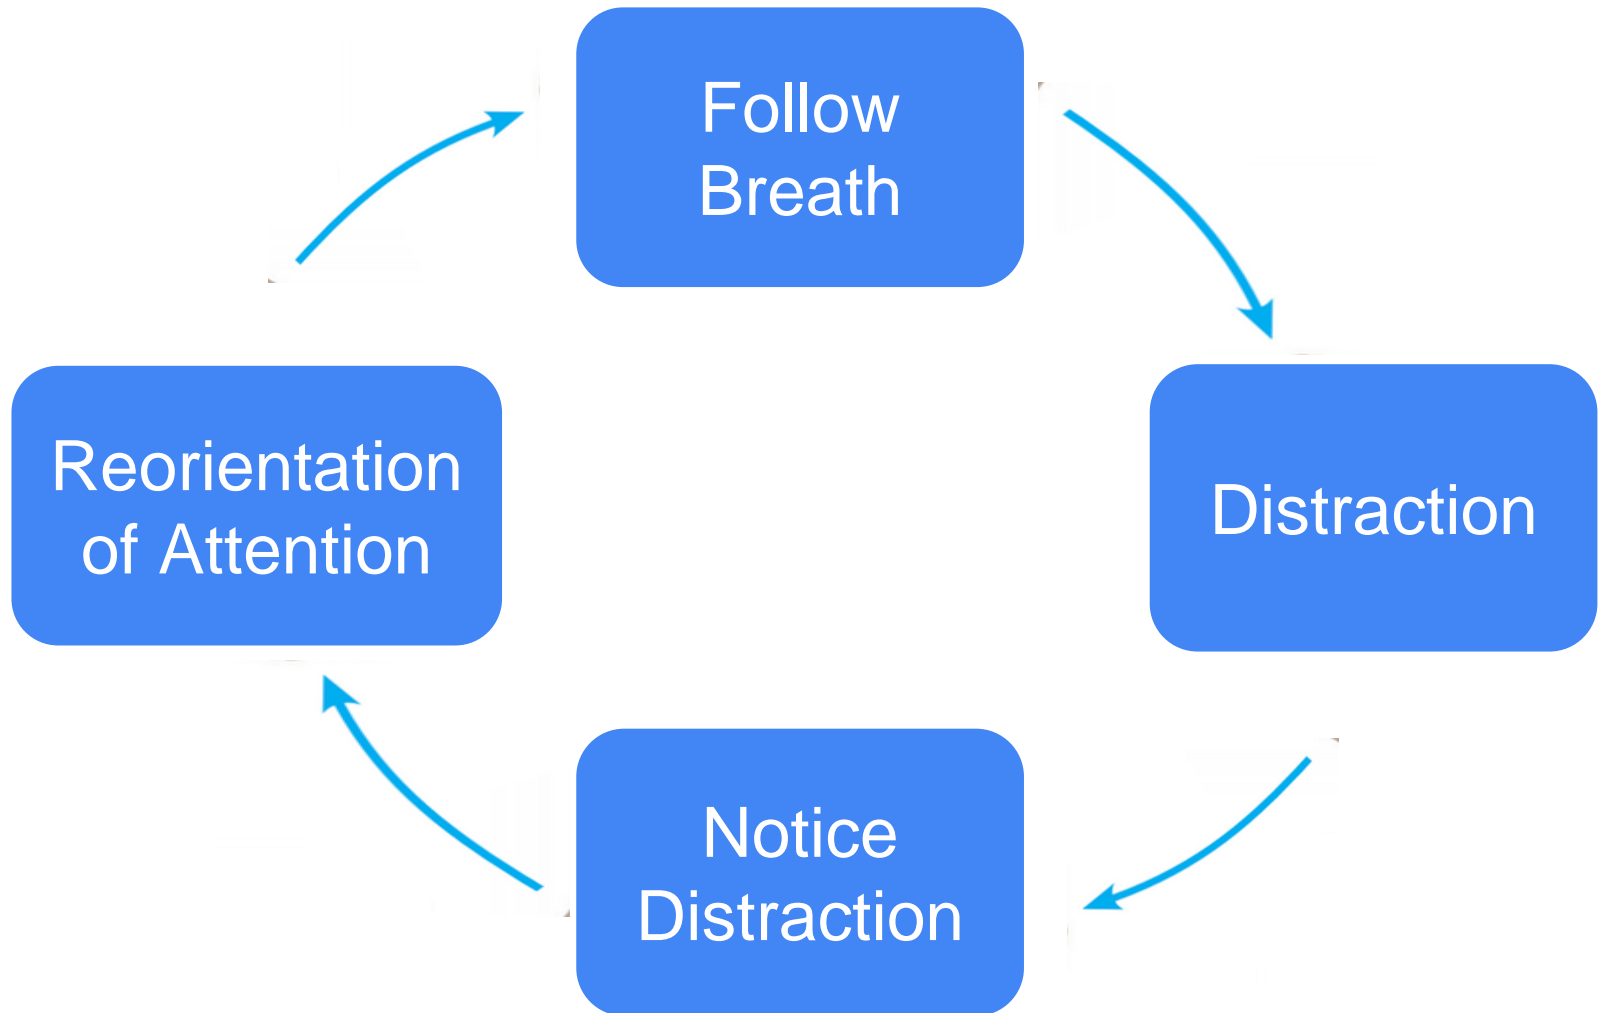 Follow
Breath
Distraction
Notice
Distraction
Reorientation
of Attention